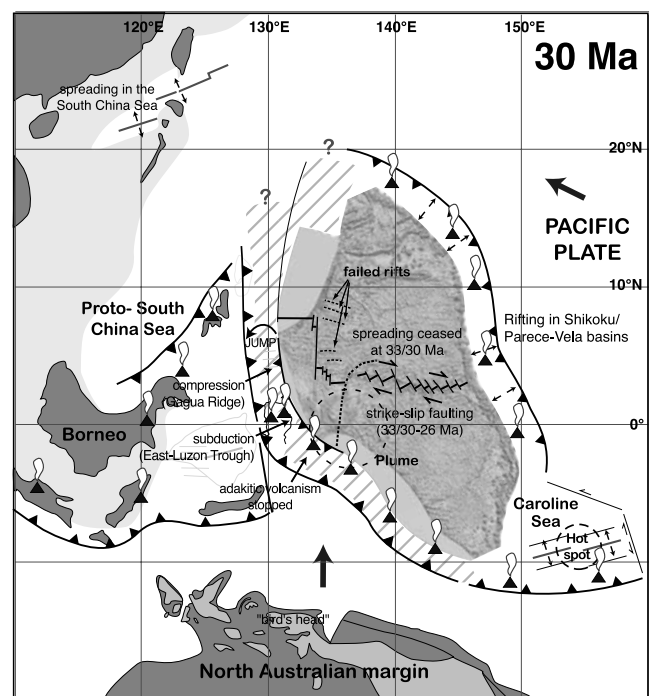 120°E
130°E
140°E
150°E
30 Ma
spreading in the
South China Sea
?
20°N
?
PACIFIC
PLATE
failed rifts
10°N
Proto- South
China Sea
JUMP
spreading ceased
at 33/30 Ma
Rifting in Shikoku/
Parece-Vela basins
compression
(Gagua Ridge)
Borneo
strike-slip faulting
(33/30-26 Ma)
0°
subduction
(East-Luzon Trough)
Plume
adakitic volcanism
stopped
Caroline
Sea
Hot
spot
"bird's head"
North Australian margin